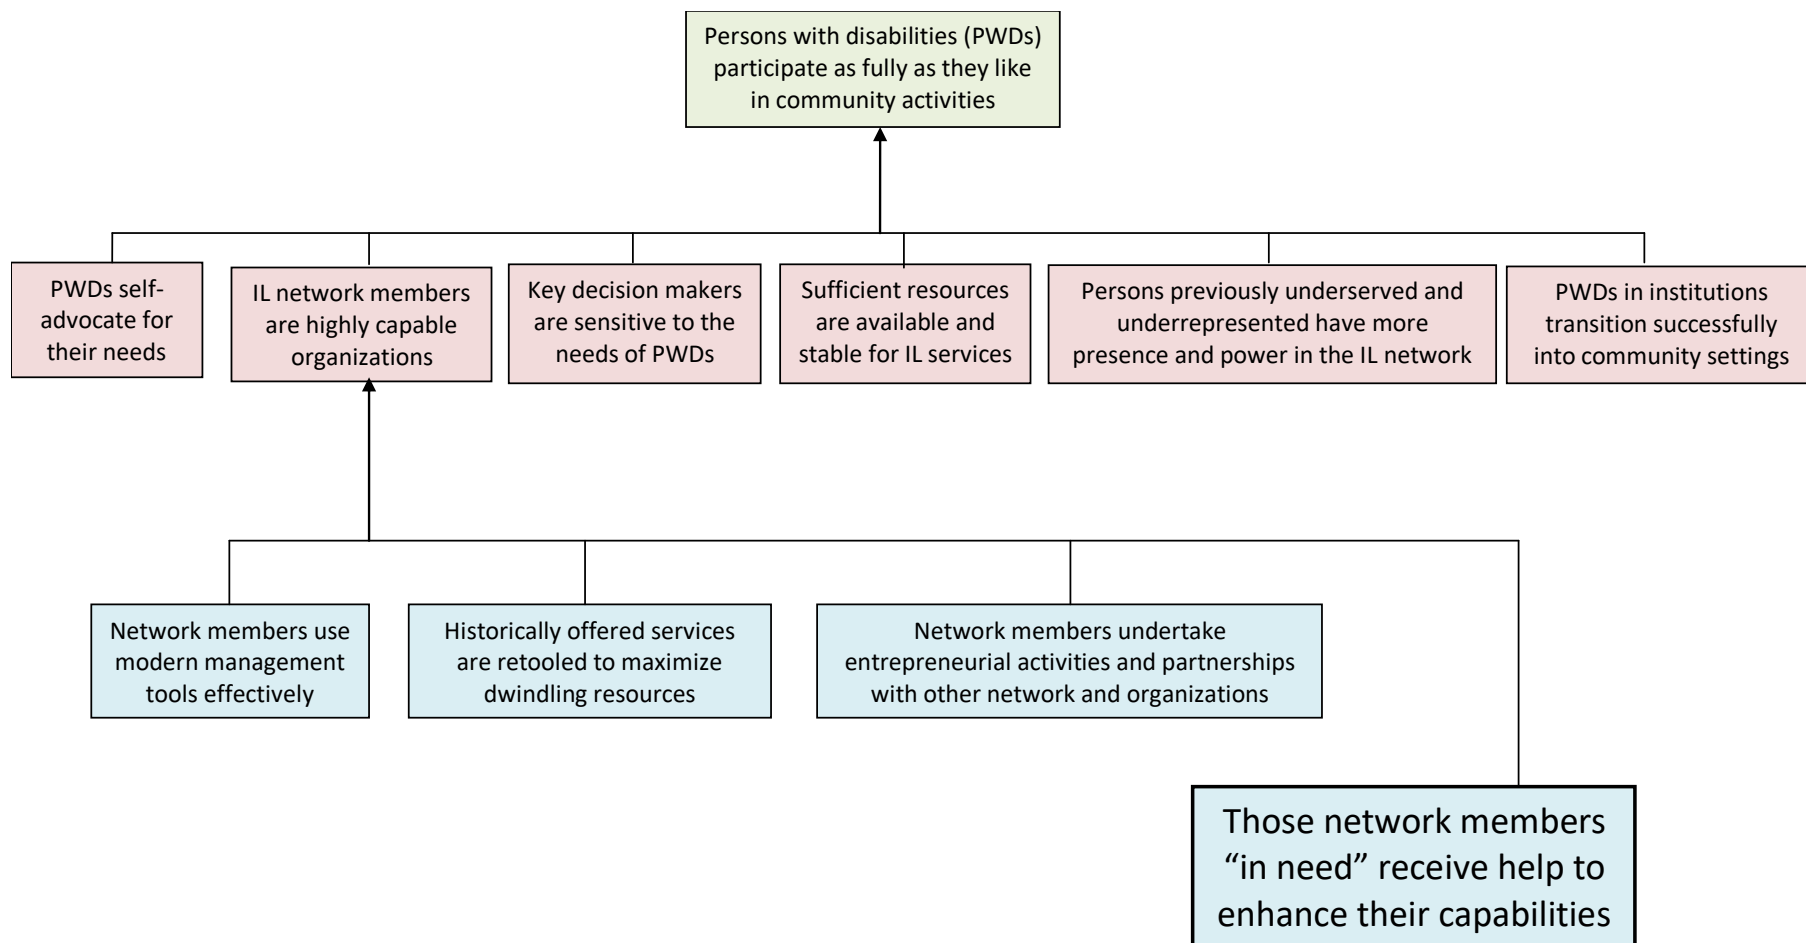 Persons with disabilities (PWDs)
participate as fully as they like
in community activities
PWDs self-
advocate for
their needs
IL network members
are highly capable
organizations
Key decision makers
are sensitive to the
needs of PWDs
Sufficient resources
are available and
stable for IL services
Persons previously underserved and
underrepresented have more
presence and power in the IL network
PWDs in institutions
transition successfully
into community settings
Network members use
modern management
tools effectively
Historically offered services
are retooled to maximize
dwindling resources
Network members undertake
entrepreneurial activities and partnerships
with other network and organizations
Those network members
“in need” receive help to
enhance their capabilities